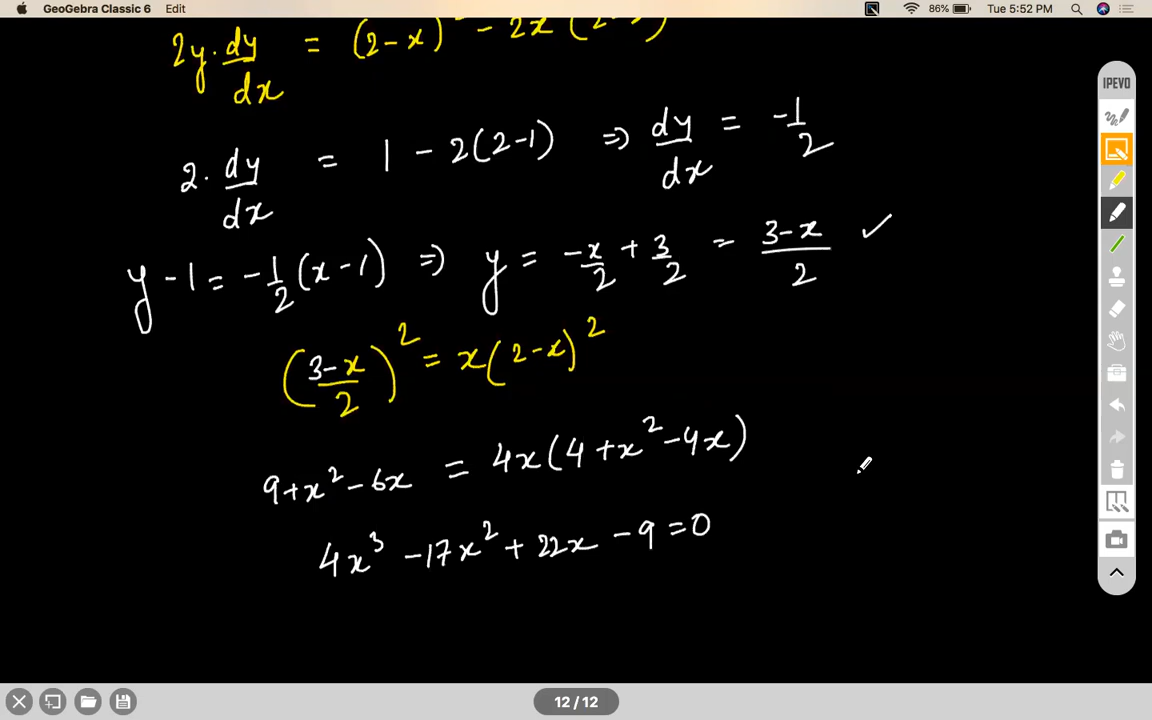 GeoGebra Classic 6 Edit 86% Tue 5:52 PM
2y·dy/dx = (2-x)² - 2x(2-x)
IPEVO
2·dy/dx = 1 - 2(2-1) ⇒ dy/dx = -1/2
y-1 = -1/2(x-1) ⇒ y = -x/2 + 3/2 = (3-x)/2 ✓
((3-x)/2)² = x(2-x)²
9+x²-6x = 4x(4+x²-4x)
4x³ -17x² + 22x -9 = 0
12/12